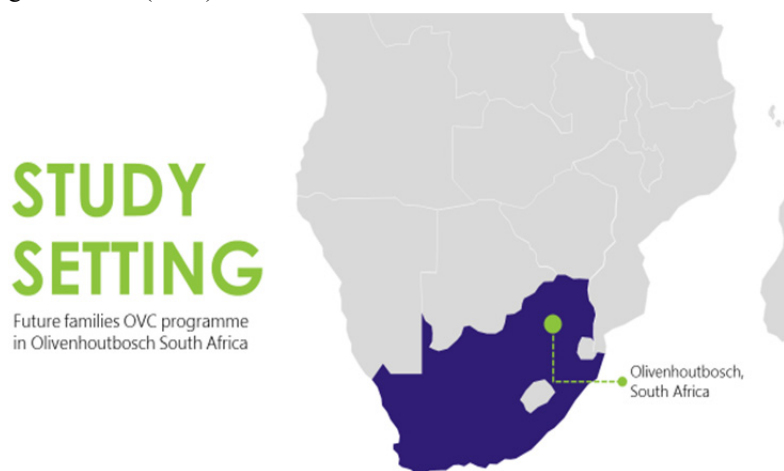 STUDY
SETTING
Future families OVC programme
in Olivenhoutbosch South Africa
Olivenhoutbosch,
South Africa